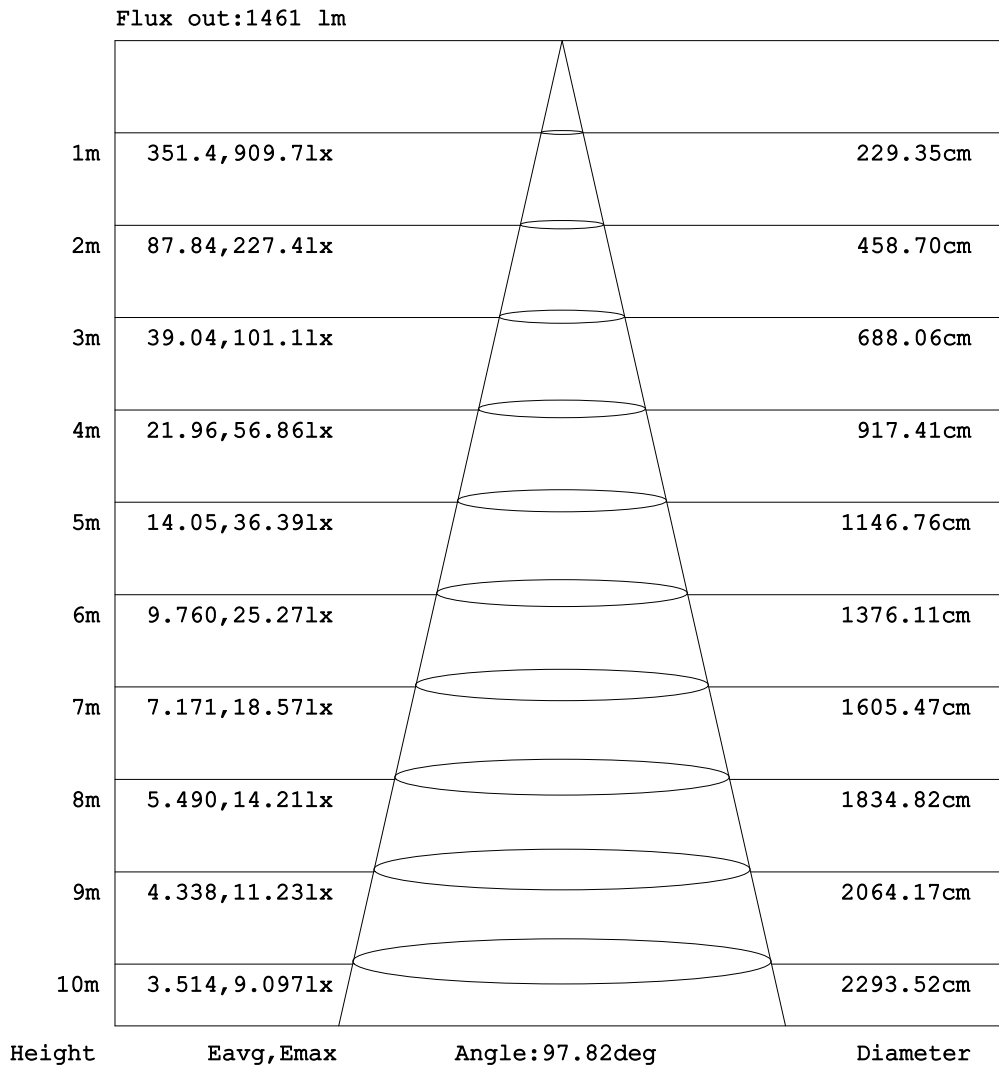 Flux out:1461 lm
1m 351.4,909.7lx 229.35cm
2m 87.84,227.4lx 458.70cm
3m 39.04,101.1lx 688.06cm
4m 21.96,56.86lx 917.41cm
5m 14.05,36.39lx 1146.76cm
6m 9.760,25.27lx 1376.11cm
7m 7.171,18.57lx 1605.47cm
8m 5.490,14.21lx 1834.82cm
9m 4.338,11.23lx 2064.17cm
10m 3.514,9.097lx 2293.52cm
Height Eavg,Emax Angle:97.82deg Diameter